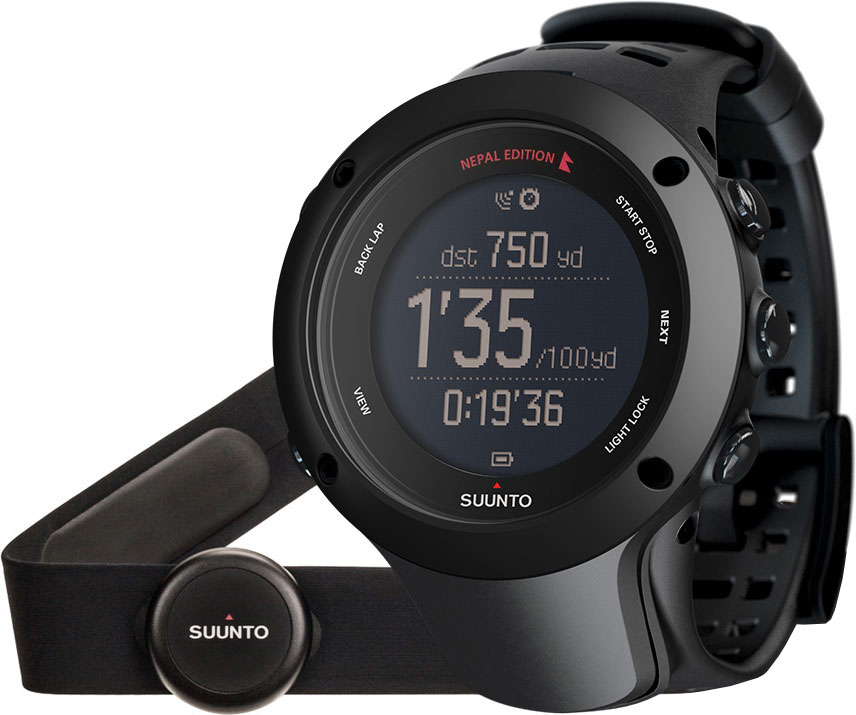 NEPAL EDITION
BACK LAP
START STOP
dst 750 yd
1'35/100yd
NEXT
VIEW
0:19'36
LIGHT LOCK
SUUNTO
SUUNTO